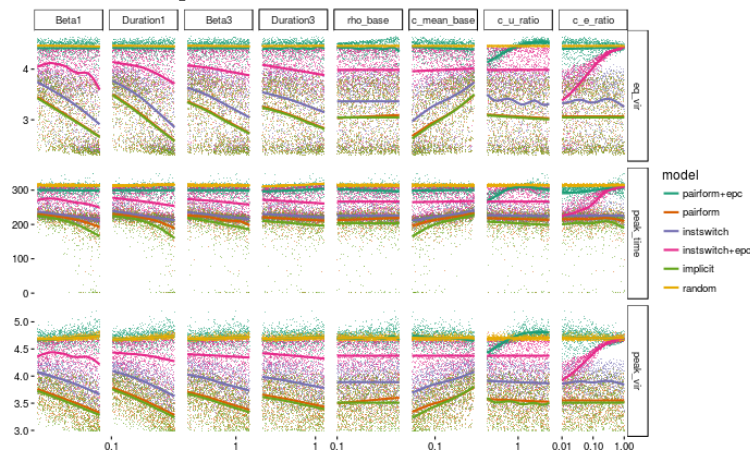 Beta1 Duration1 Beta3 Duration3 rho_base c_mean_base c_u_ratio c_e_ratio
4
3
eq_vir
300
200
100
0
peak_time
5.0
4.5
4.0
3.5
3.0
peak_vir
0.1 1 1 0.1 0.1 1 0.01 0.10 1.00
model
pairform+epc
pairform
instswitch
instswitch+epc
implicit
random